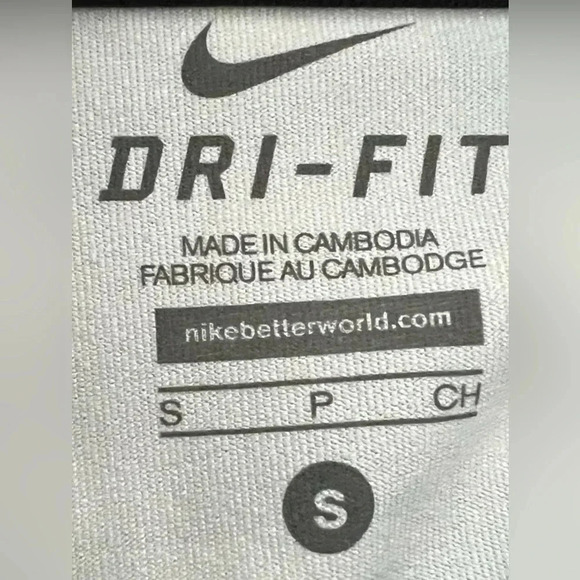 DRI-FIT
MADE IN CAMBODIA
FABRIQUE AU CAMBODGE
nikebetterworld.com
S P CH
S